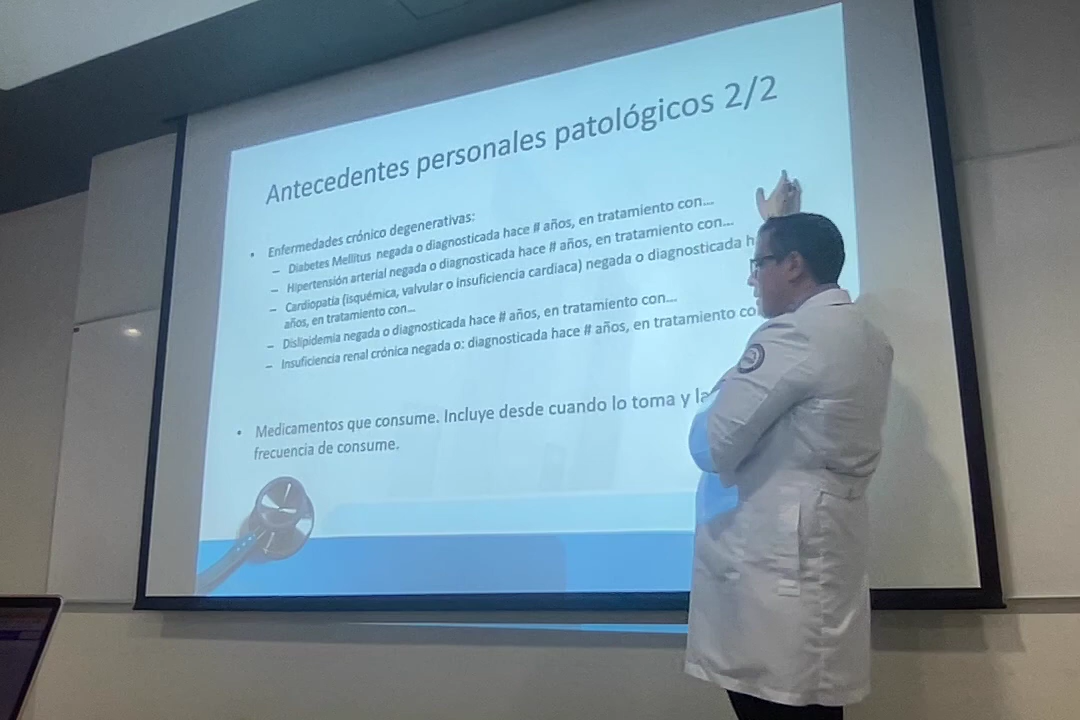 Antecedentes personales patológicos 2/2
• Enfermedades crónico degenerativas:
– Diabetes Mellitus negada o diagnosticada hace # años, en tratamiento con...
– Hipertensión arterial negada o diagnosticada hace # años, en tratamiento con...
– Cardiopatía (isquémica, valvular o insuficiencia cardiaca) negada o diagnosticada
años, en tratamiento con...
– Dislipidemia negada o diagnosticada hace # años, en tratamiento con...
– Insuficiencia renal crónica negada o: diagnosticada hace # años, en tratamiento
• Medicamentos que consume. Incluye desde cuando lo toma y la
frecuencia de consume.